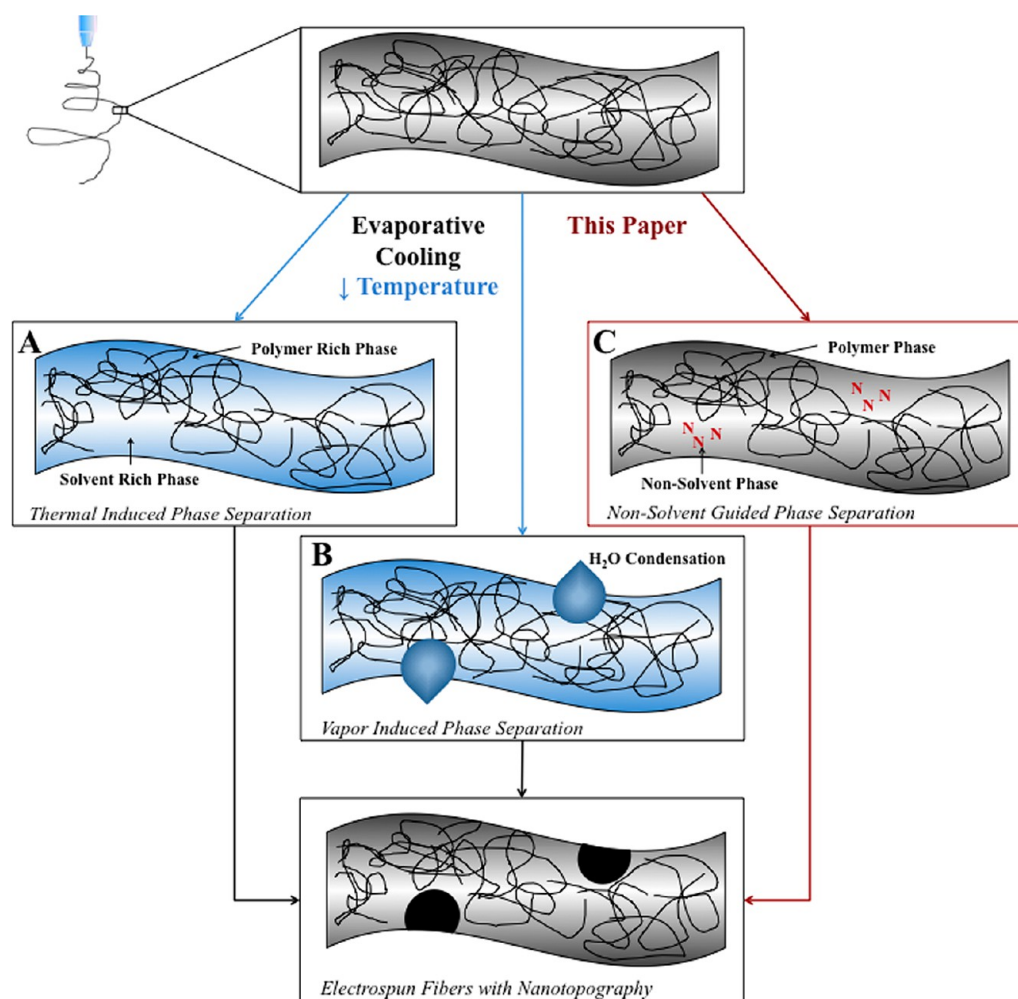 Evaporative
Cooling
↓ Temperature
This Paper
A
Polymer Rich Phase
Solvent Rich Phase
Thermal Induced Phase Separation
C
Polymer Phase
N
N
N
N
N
N
Non-Solvent Phase
Non-Solvent Guided Phase Separation
B
H₂O Condensation
Vapor Induced Phase Separation
Electrospun Fibers with Nanotopography